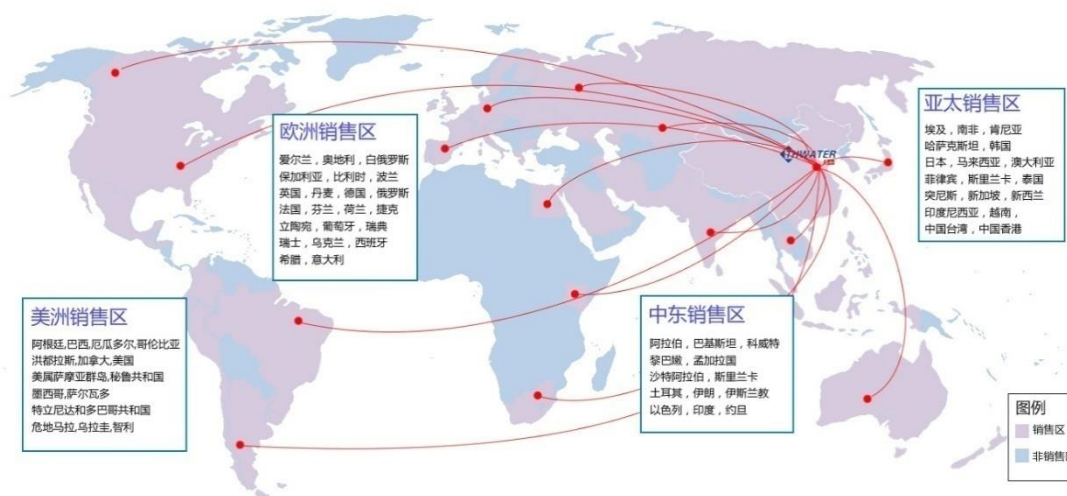 欧洲销售区
爱尔兰，奥地利，白俄罗斯
保加利亚，比利时，波兰
英国，丹麦，德国，俄罗斯
法国，芬兰，荷兰，捷克
立陶宛，葡萄牙，瑞典
瑞士，乌克兰，西班牙
希腊，意大利
THWATER
亚太销售区
埃及，南非，肯尼亚
哈萨克斯坦，韩国
日本，马来西亚，澳大利亚
菲律宾，斯里兰卡，泰国
突尼斯，新加坡，新西兰
印度尼西亚，越南，
中国台湾，中国香港
美洲销售区
阿根廷,巴西,厄瓜多尔,哥伦比亚
洪都拉斯,加拿大,美国
美属萨摩亚群岛,秘鲁共和国
墨西哥,萨尔瓦多
特立尼达和多巴哥共和国
危地马拉,乌拉圭,智利
中东销售区
阿拉伯，巴基斯坦，科威特
黎巴嫩，孟加拉国
沙特阿拉伯，斯里兰卡
土耳其，伊朗，伊斯兰教
以色列，印度，约旦
图例
销售区
非销售